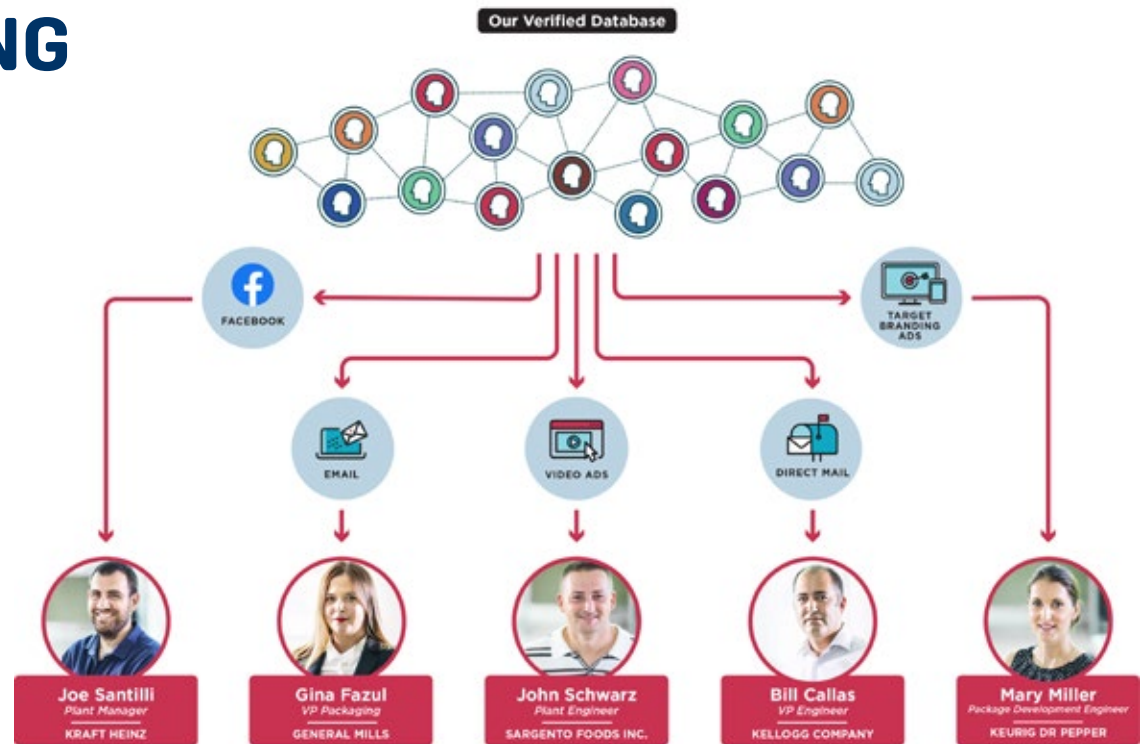 NG
Our Verified Database
FACEBOOK
TARGET
BRANDING
ADS
EMAIL
VIDEO ADS
DIRECT MAIL
Joe Santilli
Plant Manager
KRAFT HEINZ
Gina Fazul
VP Packaging
GENERAL MILLS
John Schwarz
Plant Engineer
SARGENTO FOODS INC.
Bill Callas
VP Engineer
KELLOGG COMPANY
Mary Miller
Package Development Engineer
KEURIG DR PEPPER